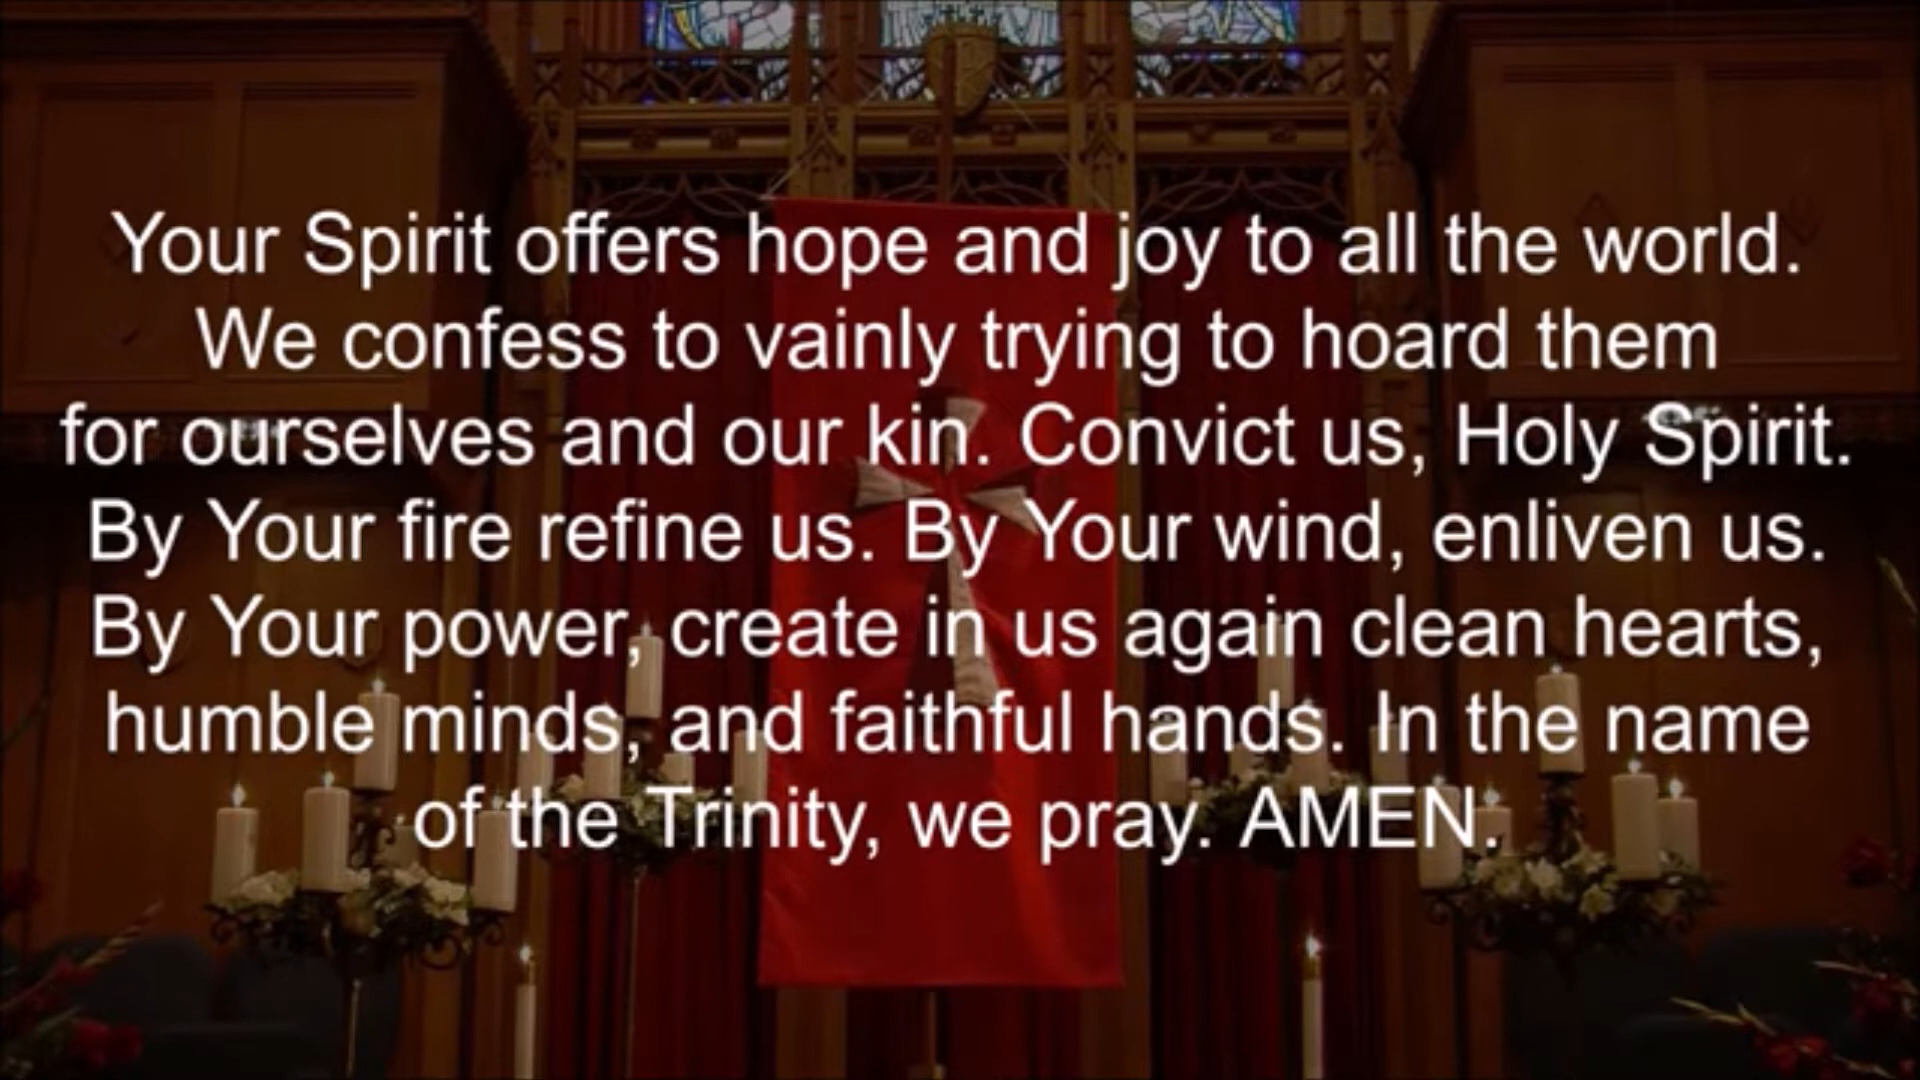 Your Spirit offers hope and joy to all the world.
We confess to vainly trying to hoard them
for ourselves and our kin. Convict us, Holy Spirit.
By Your fire refine us. By Your wind, enliven us.
By Your power, create in us again clean hearts,
humble minds, and faithful hands. In the name
of the Trinity, we pray. AMEN.